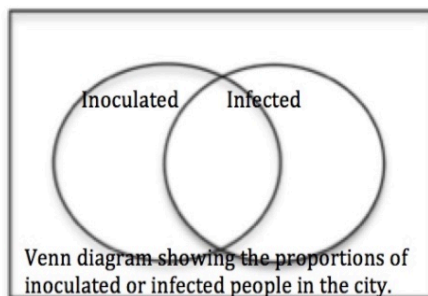 Inoculated Infected
Venn diagram showing the proportions of
inoculated or infected people in the city.